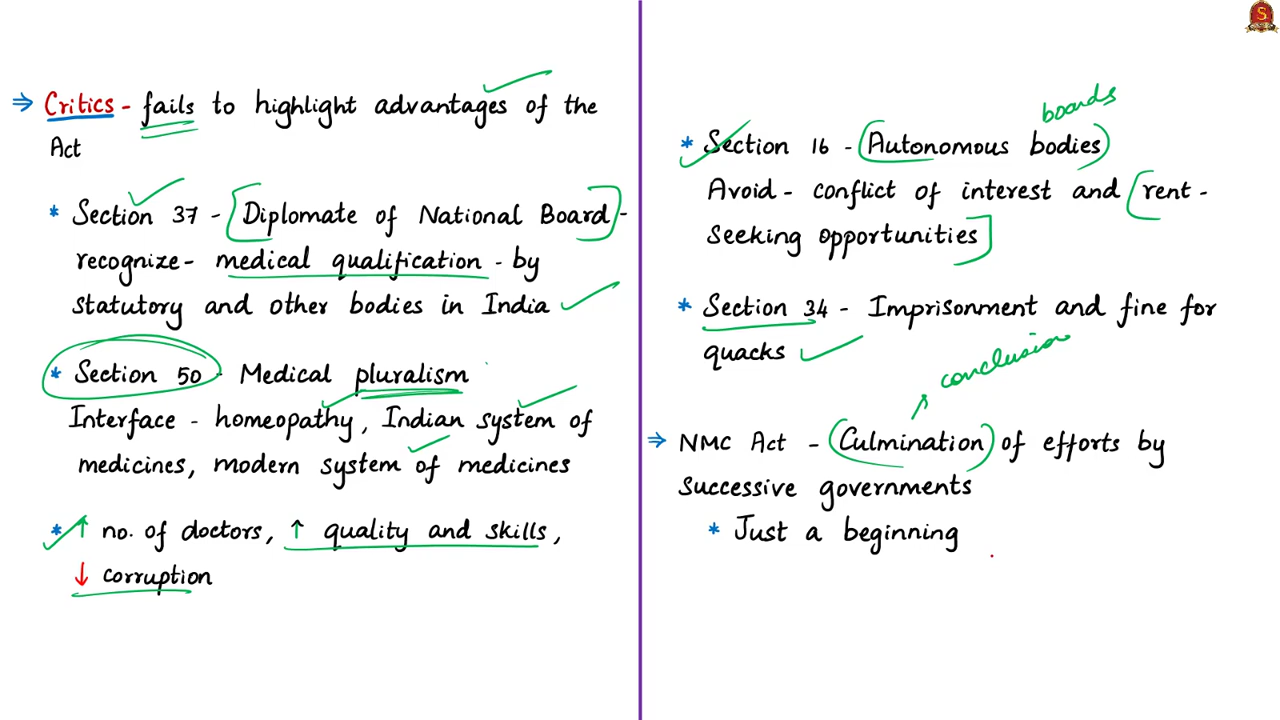 ⇒ Critics - fails to highlight advantages of the
Act
* Section 37 - [Diplomate of National Board] -
recognize - medical qualification - by
statutory and other bodies in India
* Section 50 - Medical pluralism
Interface - homeopathy, Indian system of
medicines, modern system of medicines
* ↑ no. of doctors, ↑ quality and skills,
↓ corruption
boards
* Section 16 - (Autonomous bodies)
Avoid - conflict of interest and [rent -
seeking opportunities]
* Section 34 - Imprisonment and fine for
quacks
conclusion
⇒ NMC Act - (Culmination) of efforts by
successive governments
* Just a beginning
S